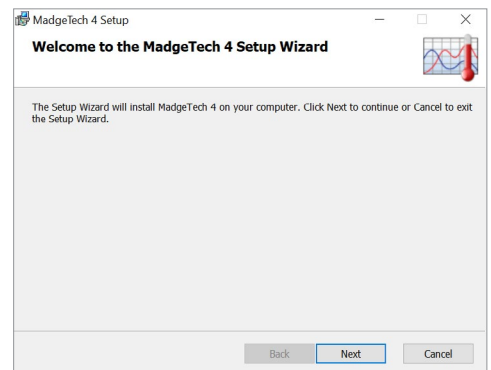 MadgeTech 4 Setup
Welcome to the MadgeTech 4 Setup Wizard
The Setup Wizard will install MadgeTech 4 on your computer. Click Next to continue or Cancel to exit
the Setup Wizard.
Back Next Cancel